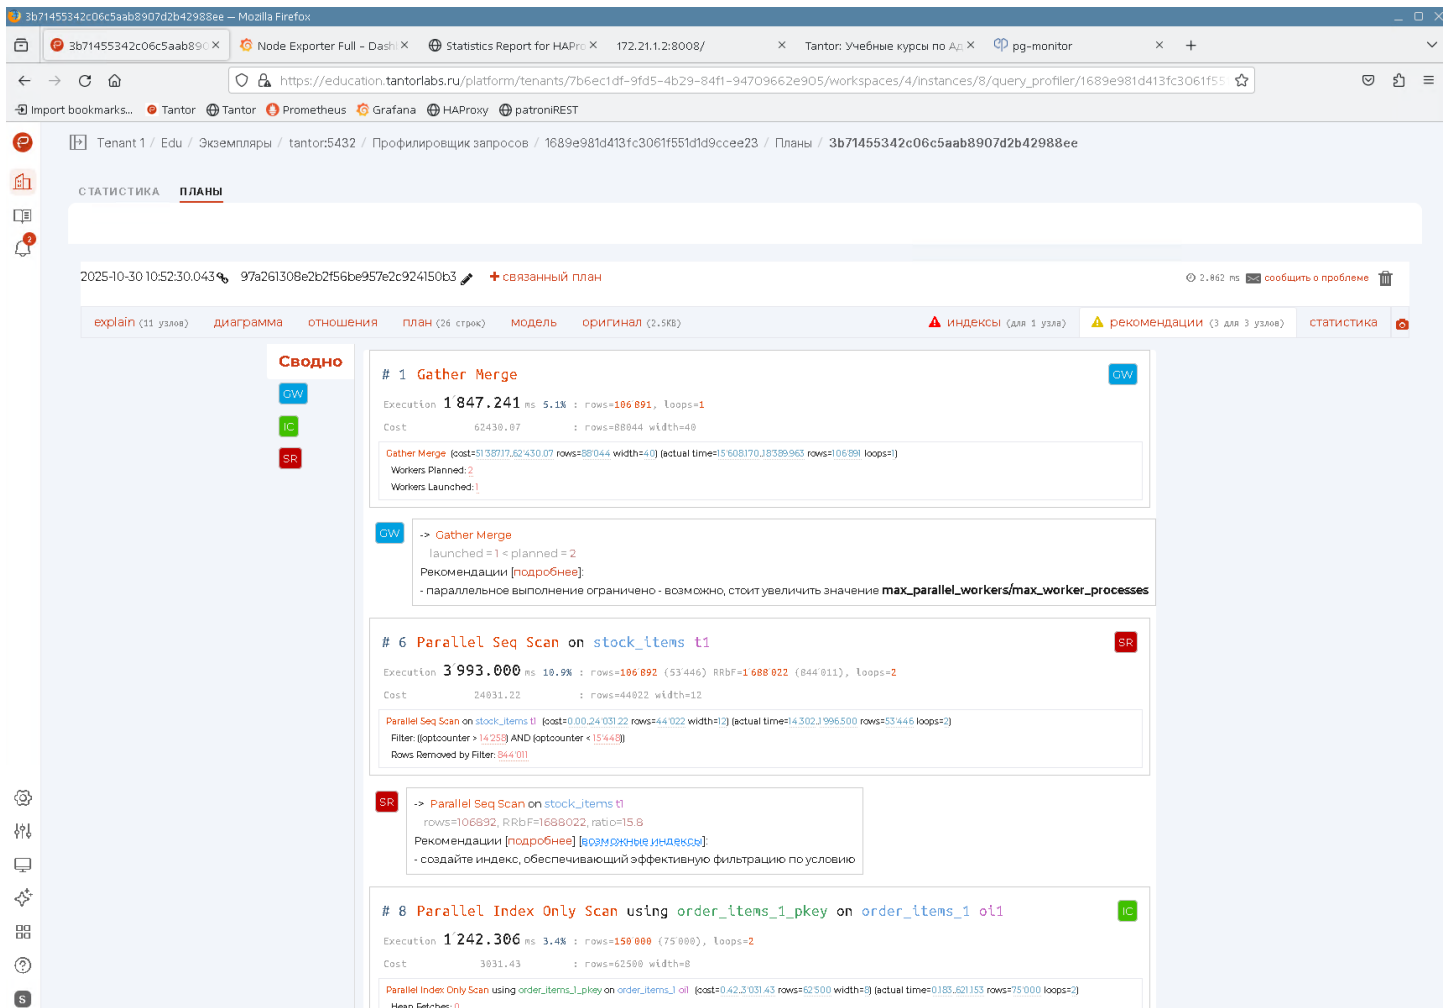 3b71455342c06c5aab8907d2b42988ee — Mozilla Firefox
3b71455342c06c5aab890 Node Exporter Full – Dash Statistics Report for HAPro 172.21.1.2:8008/ Tantor: Учебные курсы по Ад pg-monitor
https://education.tantorlabs.ru/platform/tenants/7b6ec1df-9fd5-4b29-84f1-94709662e905/workspaces/4/instances/8/query_profiler/1689e981d413fc3061f55
Import bookmarks... Tantor Tantor Prometheus Grafana HAProxy patroniREST
Tenant 1 / Edu / Экземпляры / tantor:5432 / Профилировщик запросов / 1689e981d413fc3061f551d1d9ccee23 / Планы / 3b71455342c06c5aab8907d2b42988ee
СТАТИСТИКА ПЛАНЫ
2
2025-10-30 10:52:30.043 97a261308e2b2f56be957e2c924150b3 + связанный план 2.062 ms сообщить о проблеме
explain (11 узлов) диаграмма отношения план (26 строк) модель оригинал (2.5KB) индексы (для 1 узла) рекомендации (3 для 3 узлов) статистика
Сводно
GW
IC
SR
# 1 Gather Merge GW
Execution 1'847.241 ms 5.1% : rows=106'891, loops=1
Cost 62430.07 : rows=88044 width=40
Gather Merge (cost=51'387.17..62'430.07 rows=88'044 width=40) (actual time=15'608.170..18'389.963 rows=106'891 loops=1)
Workers Planned: 2
Workers Launched: 1
GW -> Gather Merge
launched = 1 < planned = 2
Рекомендации [подробнее]:
- параллельное выполнение ограничено - возможно, стоит увеличить значение max_parallel_workers/max_worker_processes
# 6 Parallel Seq Scan on stock_items t1 SR
Execution 3'993.000 ms 10.9% : rows=106'892 (53'446) RRbF=1'688'022 (844'011), loops=2
Cost 24031.22 : rows=44022 width=12
Parallel Seq Scan on stock_items t1 (cost=0.00..24'031.22 rows=44'022 width=12) (actual time=14.302..1'996.500 rows=53'446 loops=2)
Filter: ((optcounter > 14'258) AND (optcounter < 15'448))
Rows Removed by Filter: 844'011
SR -> Parallel Seq Scan on stock_items t1
rows=106892, RRbF=1688022, ratio=15.8
Рекомендации [подробнее] [возможные индексы]:
- создайте индекс, обеспечивающий эффективную фильтрацию по условию
# 8 Parallel Index Only Scan using order_items_1_pkey on order_items_1 oi1 IC
Execution 1'242.306 ms 3.4% : rows=150'000 (75'000), loops=2
Cost 3031.43 : rows=62500 width=8
Parallel Index Only Scan using order_items_1_pkey on order_items_1 oi1 (cost=0.42..3'031.43 rows=62'500 width=8) (actual time=0.183..621.153 rows=75'000 loops=2)
Heap Fetches: 0
S